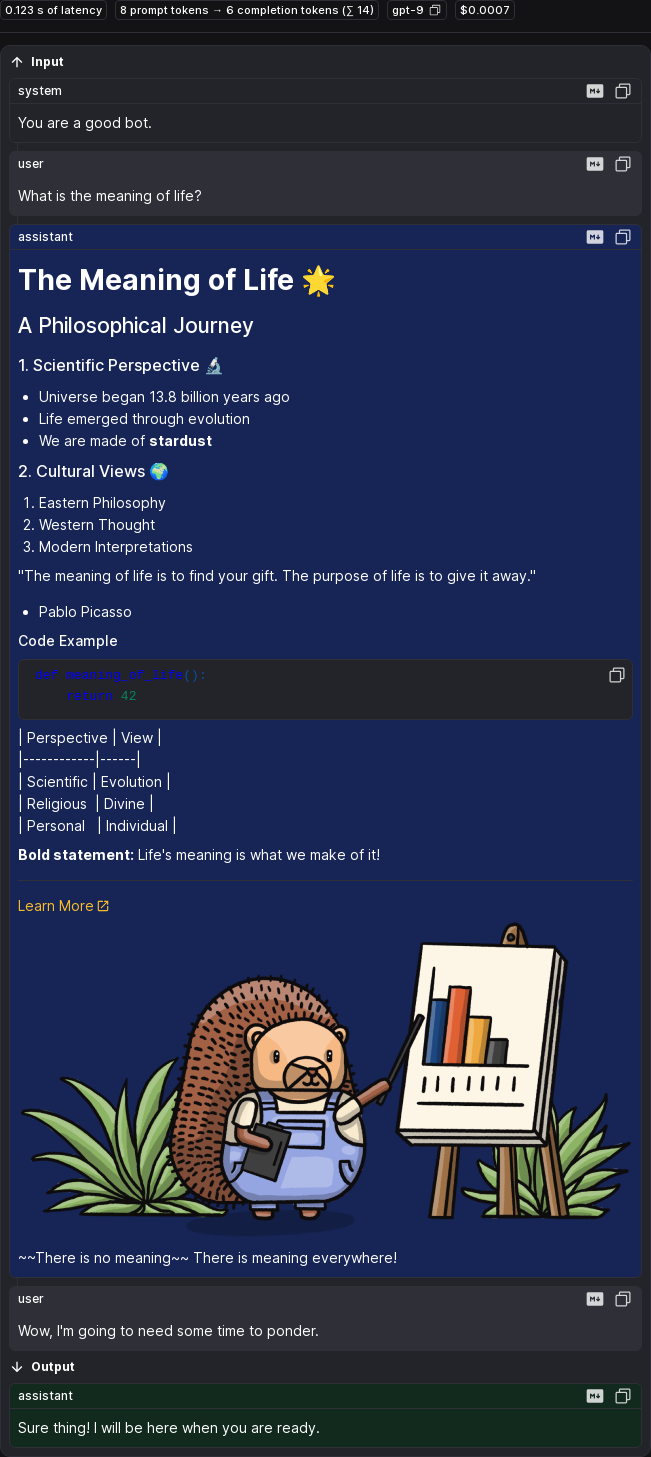 0.123 s of latency
8 prompt tokens → 6 completion tokens (∑ 14)
gpt-9
$0.0007
Input
system
You are a good bot.
user
What is the meaning of life?
assistant
The Meaning of Life 🌟
A Philosophical Journey
1. Scientific Perspective 🔬
• Universe began 13.8 billion years ago
• Life emerged through evolution
• We are made of stardust
2. Cultural Views 🌍
1. Eastern Philosophy
2. Western Thought
3. Modern Interpretations
"The meaning of life is to find your gift. The purpose of life is to give it away."
• Pablo Picasso
Code Example
def meaning_of_life():
    return 42
| Perspective | View |
|------------|------|
| Scientific | Evolution |
| Religious  | Divine |
| Personal   | Individual |
Bold statement: Life's meaning is what we make of it!
Learn More
~~There is no meaning~~ There is meaning everywhere!
user
Wow, I'm going to need some time to ponder.
Output
assistant
Sure thing! I will be here when you are ready.